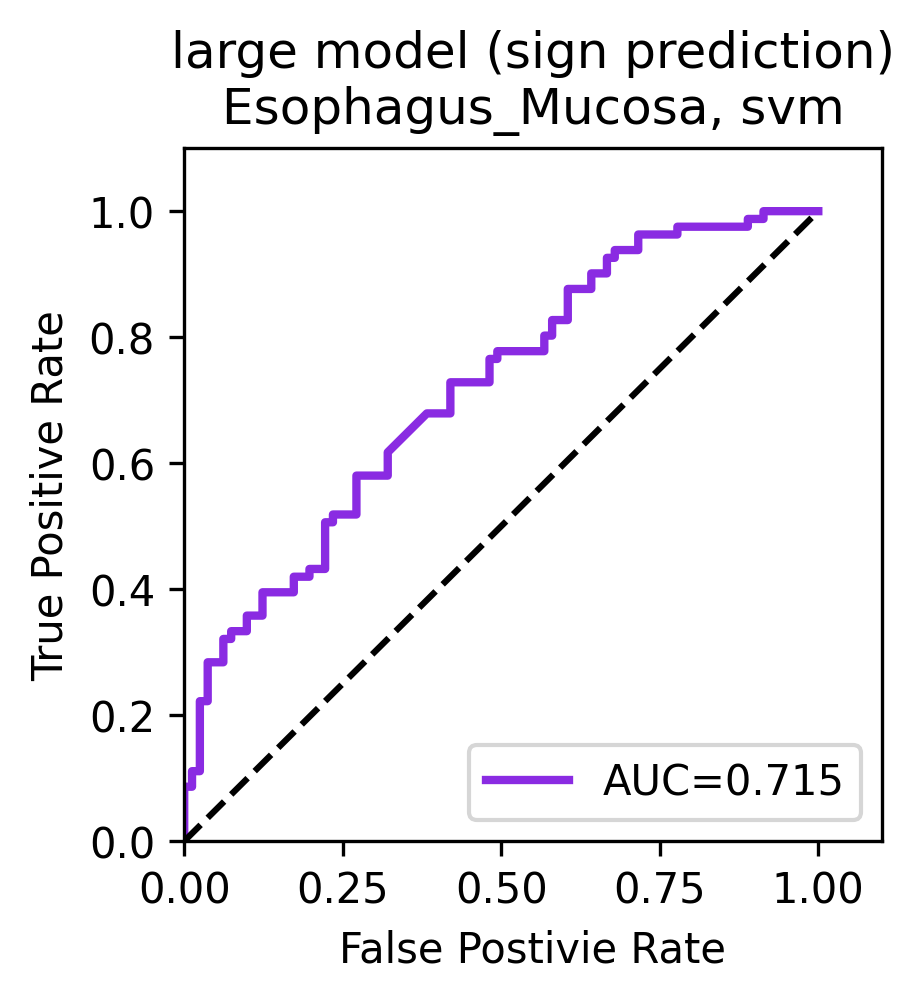 large model (sign prediction)
Esophagus_Mucosa, svm
True Positive Rate
1.0
0.8
0.6
0.4
0.2
0.0
AUC=0.715
0.00 0.25 0.50 0.75 1.00
False Postivie Rate